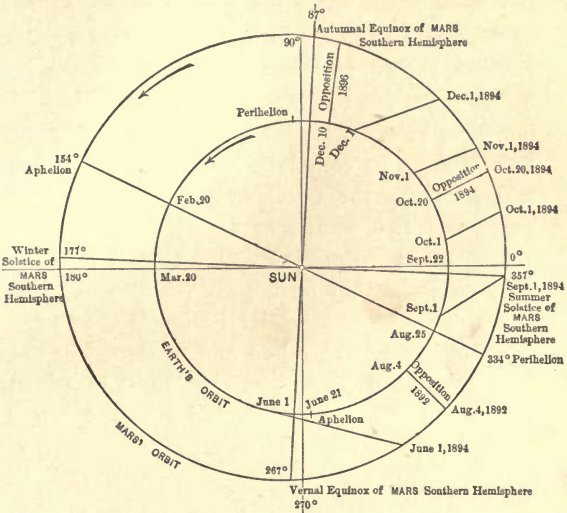 87°
Autumnal Equinox of MARS
Southern Hemisphere
90°
Opposition
1896
Dec.1,1894
Perihelion
Dec. 10
Dec. 1
Nov.1,1894
154°
Aphelion
Nov.1
Opposition
1894
Oct.20,1894
Oct.20
Feb.20
Oct.1,1894
Oct.1
Winter
Solstice of
MARS
Southern
Hemisphere
177°
180°
Mar.20
SUN
Sept.22
0°
357°
Sept.1,1894
Summer
Solstice of
MARS
Southern
Hemisphere
Sept.1
Aug.25
334° Perihelion
EARTH'S ORBIT
Aug.4
Opposition
1892
Aug.4,1892
June 1
June 21
Aphelion
June 1,1894
MARS' ORBIT
267°
Vernal Equinox of MARS Sonthern Hemisphere
270°